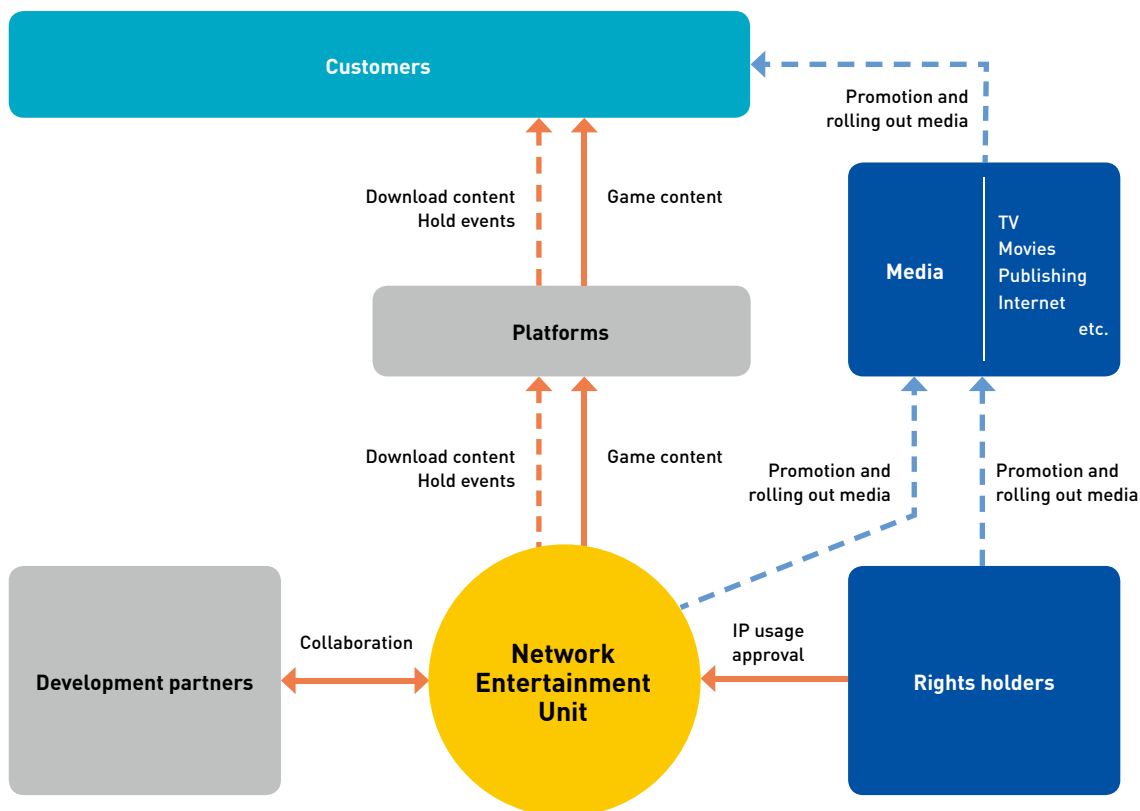 Customers
Promotion and
rolling out media
Download content
Hold events
Game content
Media
TV
Movies
Publishing
Internet
etc.
Platforms
Download content
Hold events
Game content
Promotion and
rolling out media
Promotion and
rolling out media
Development partners
Collaboration
Network
Entertainment
Unit
IP usage
approval
Rights holders